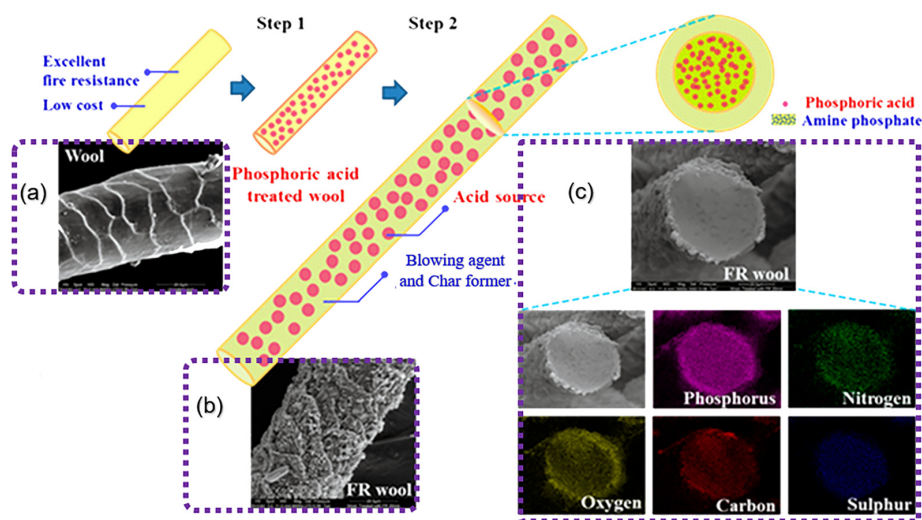 Step 1
Step 2
Excellent
fire resistance
Low cost
Phosphoric acid
Amine phosphate
(a)
Wool
Phosphoric acid
treated wool
Acid source
Blowing agent
and Char former
(b)
FR wool
(c)
FR wool
Phosphorus
Nitrogen
Oxygen
Carbon
Sulphur